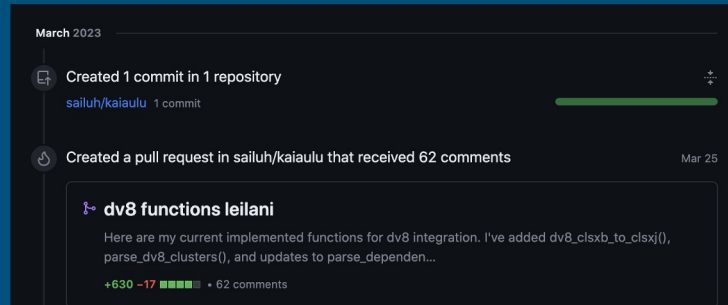 March 2023
Created 1 commit in 1 repository
sailuh/kaiaulu 1 commit
Created a pull request in sailuh/kaiaulu that received 62 comments Mar 25
dv8 functions leilani
Here are my current implemented functions for dv8 integration. I've added dv8_clsxb_to_clsxj(),
parse_dv8_clusters(), and updates to parse_dependen...
+630 −17 • 62 comments